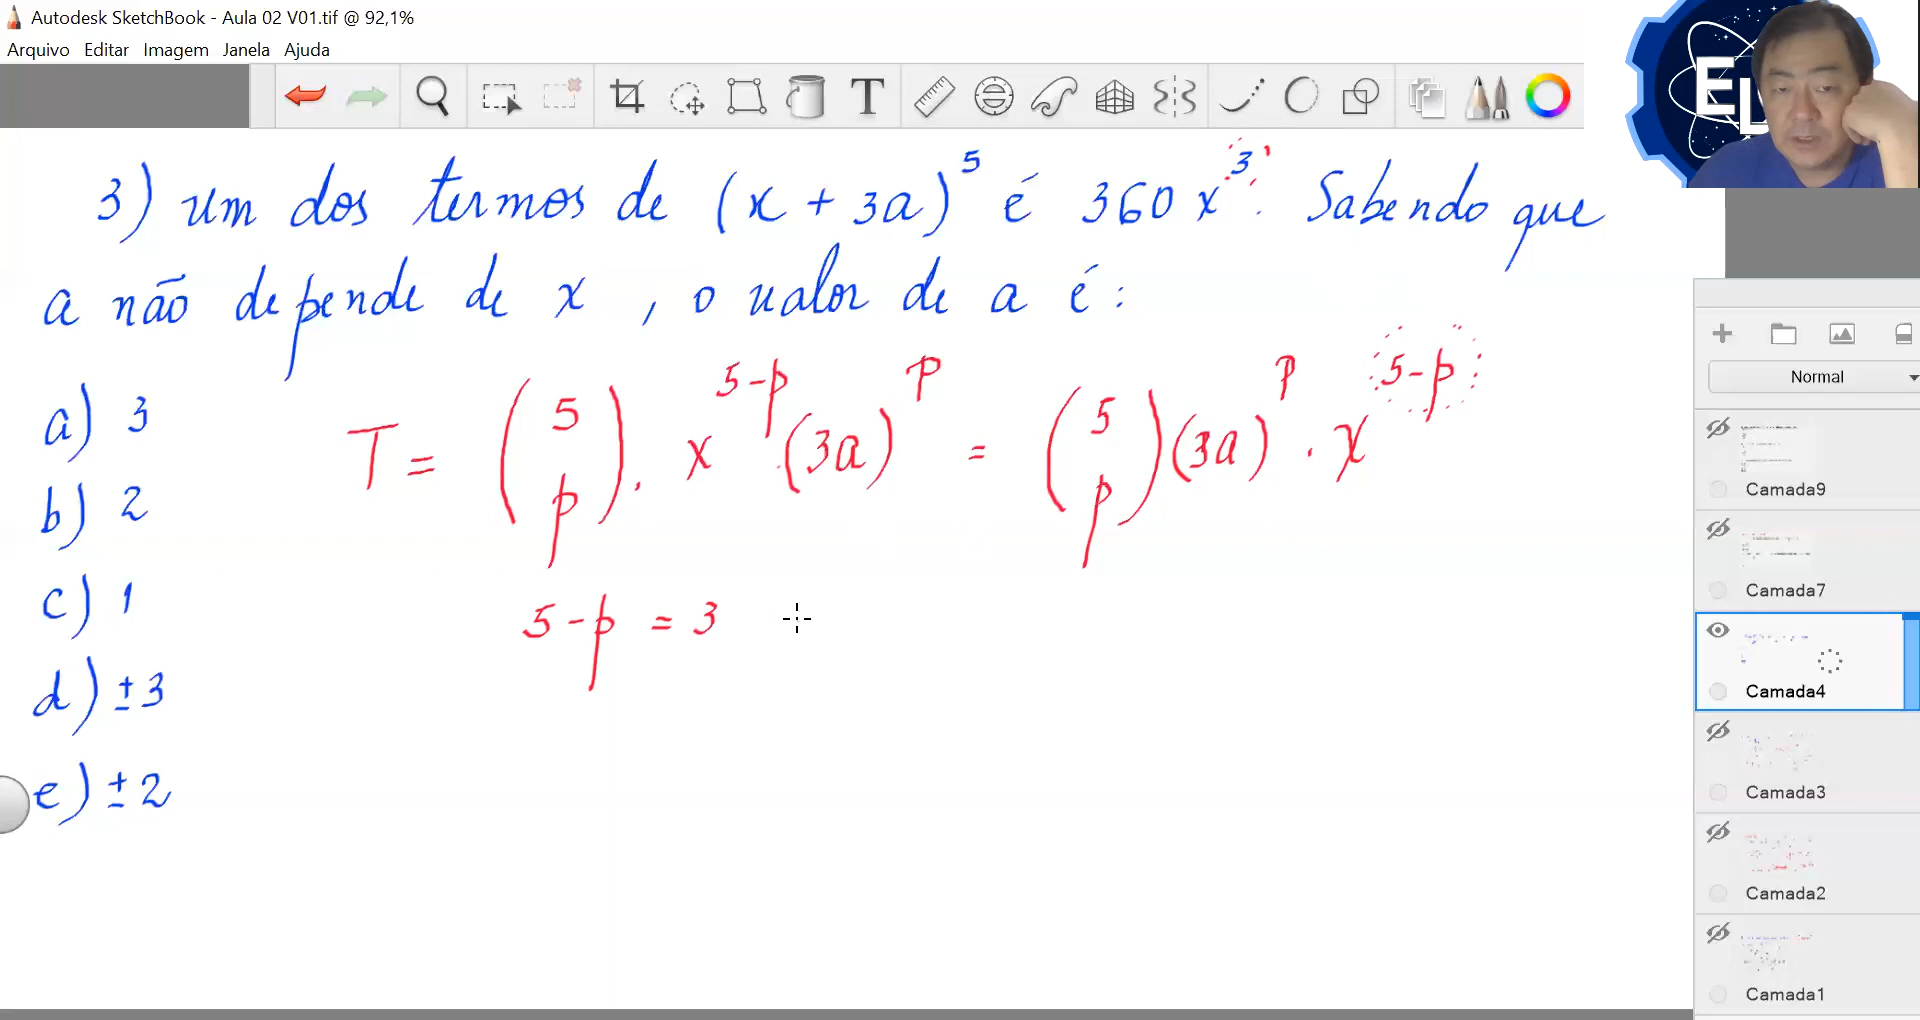 Autodesk SketchBook - Aula 02 V01.tif @ 92,1%
Arquivo Editar Imagem Janela Ajuda
T
EL
3) um dos termos de (x + 3a)^5 é 360x^3. Sabendo que
a não depende de x, o valor de a é:
a) 3
b) 2
c) 1
d) ±3
e) ±2
T = (5 p) . x^5-p . (3a)^p = (5 p)(3a)^p . x^5-p
5-p = 3
Normal
Camada9
Camada7
Camada4
Camada3
Camada2
Camada1